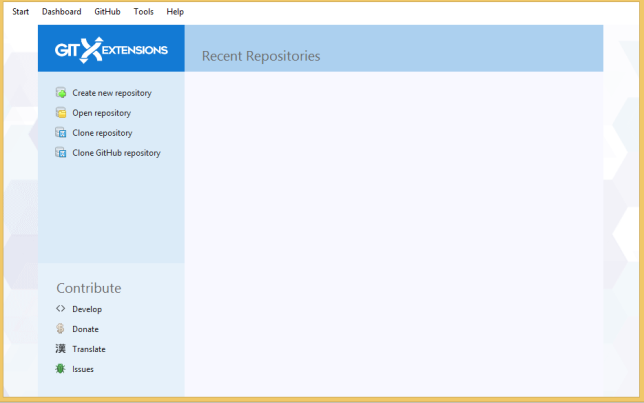 Start Dashboard GitHub Tools Help
GIT EXTENSIONS
Recent Repositories
Create new repository
Open repository
Clone repository
Clone GitHub repository
Contribute
<> Develop
Donate
漢 Translate
Issues